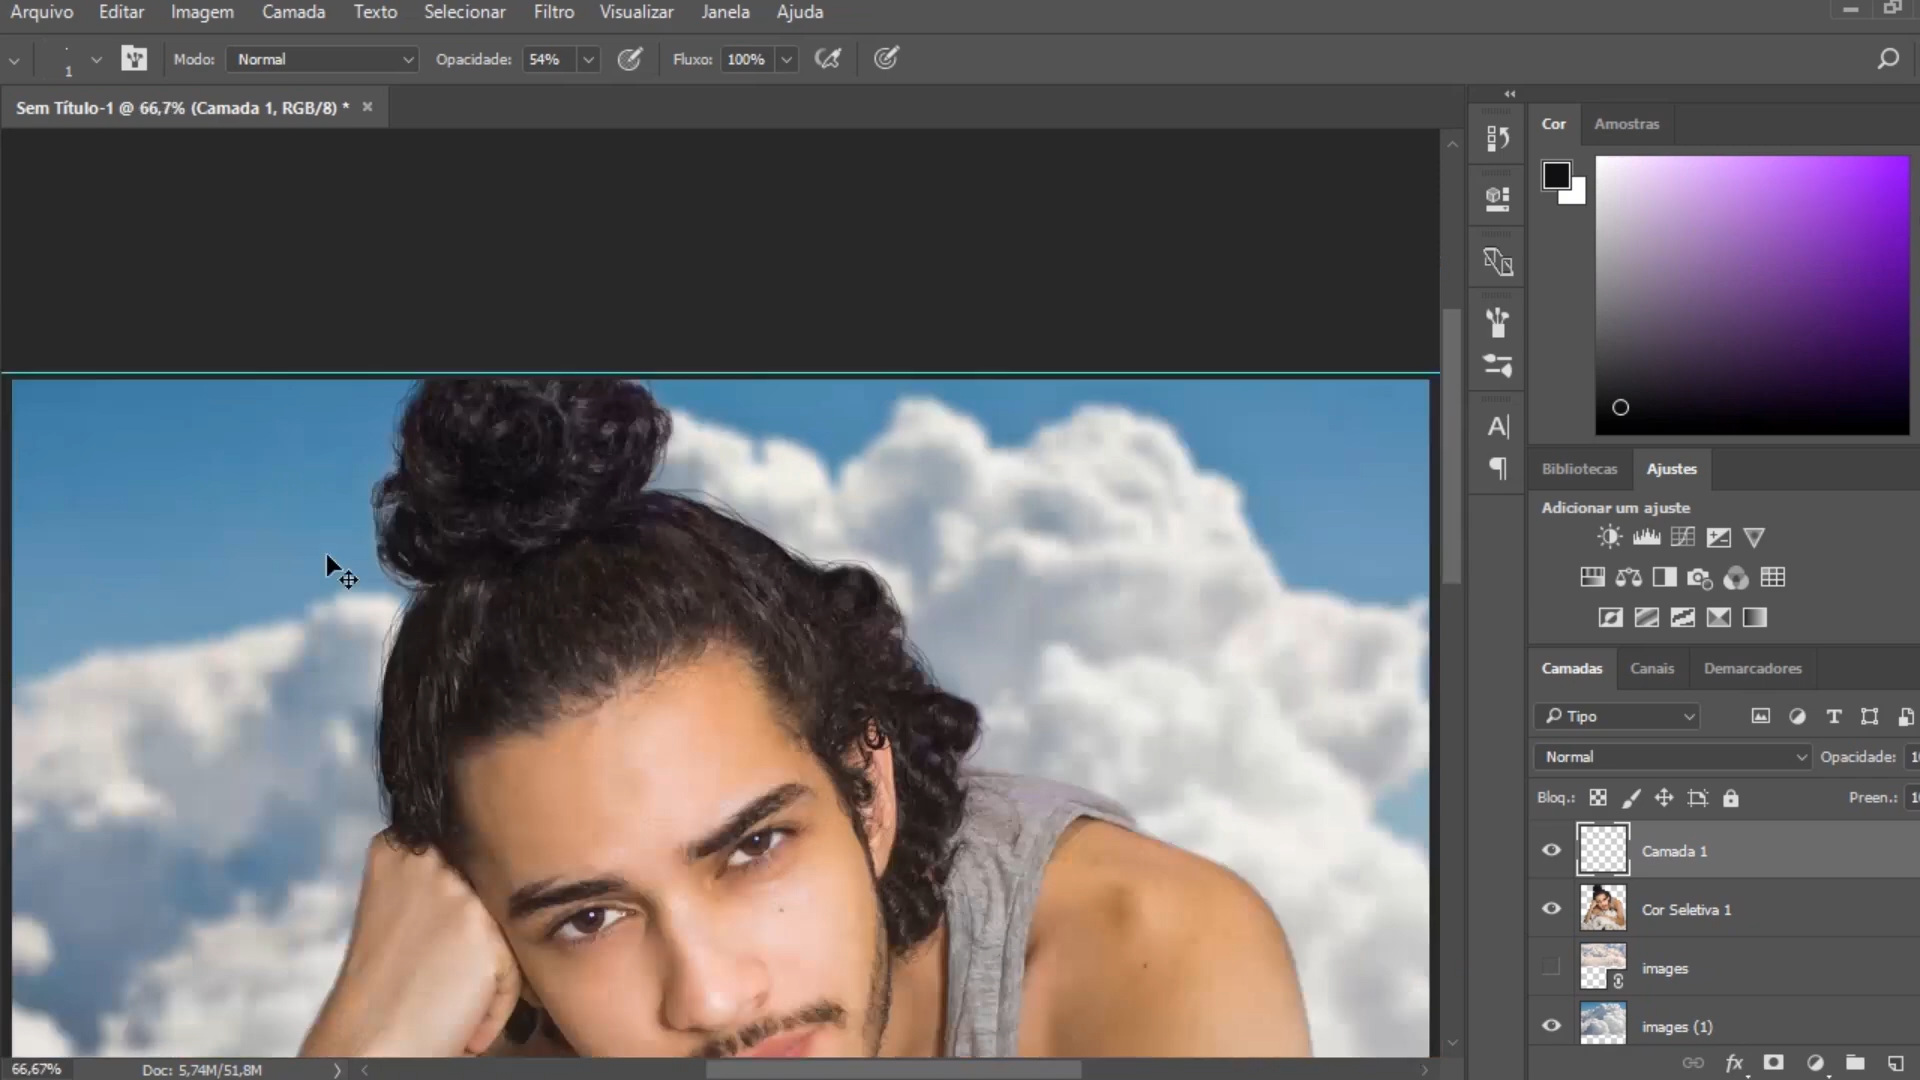 Arquivo Editar Imagem Camada Texto Selecionar Filtro Visualizar Janela Ajuda
1 Modo: Normal Opacidade: 54% Fluxo: 100%
Sem Título-1 @ 66,7% (Camada 1, RGB/8) * ×
Cor Amostras
Bibliotecas Ajustes
Adicionar um ajuste
Camadas Canais Demarcadores
Tipo
Normal Opacidade:
Bloq.: Preen.:
Camada 1
Cor Seletiva 1
images
images (1)
fx
66,67% Doc: 5,74M/51,8M